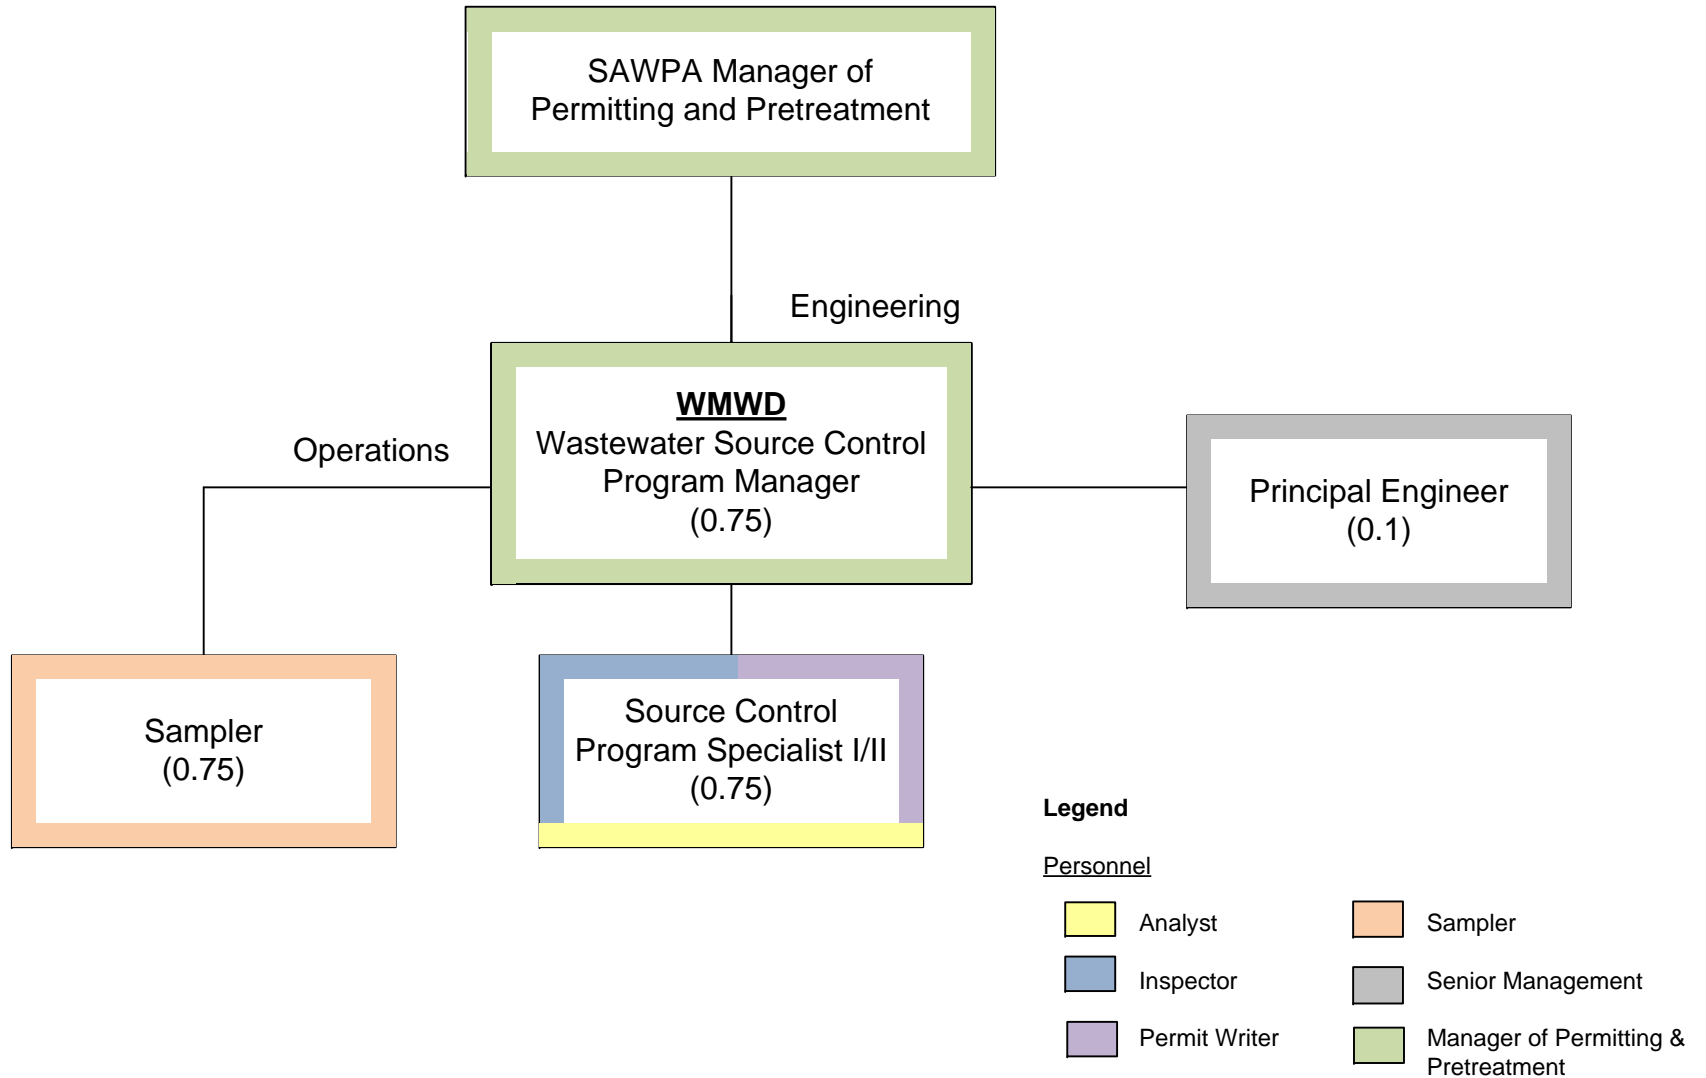 SAWPA Manager of
Permitting and Pretreatment
Engineering
Operations
WMWD
Wastewater Source Control
Program Manager
(0.75)
Principal Engineer
(0.1)
Sampler
(0.75)
Source Control
Program Specialist I/II
(0.75)
Legend
Personnel
Analyst
Sampler
Inspector
Senior Management
Permit Writer
Manager of Permitting &
Pretreatment